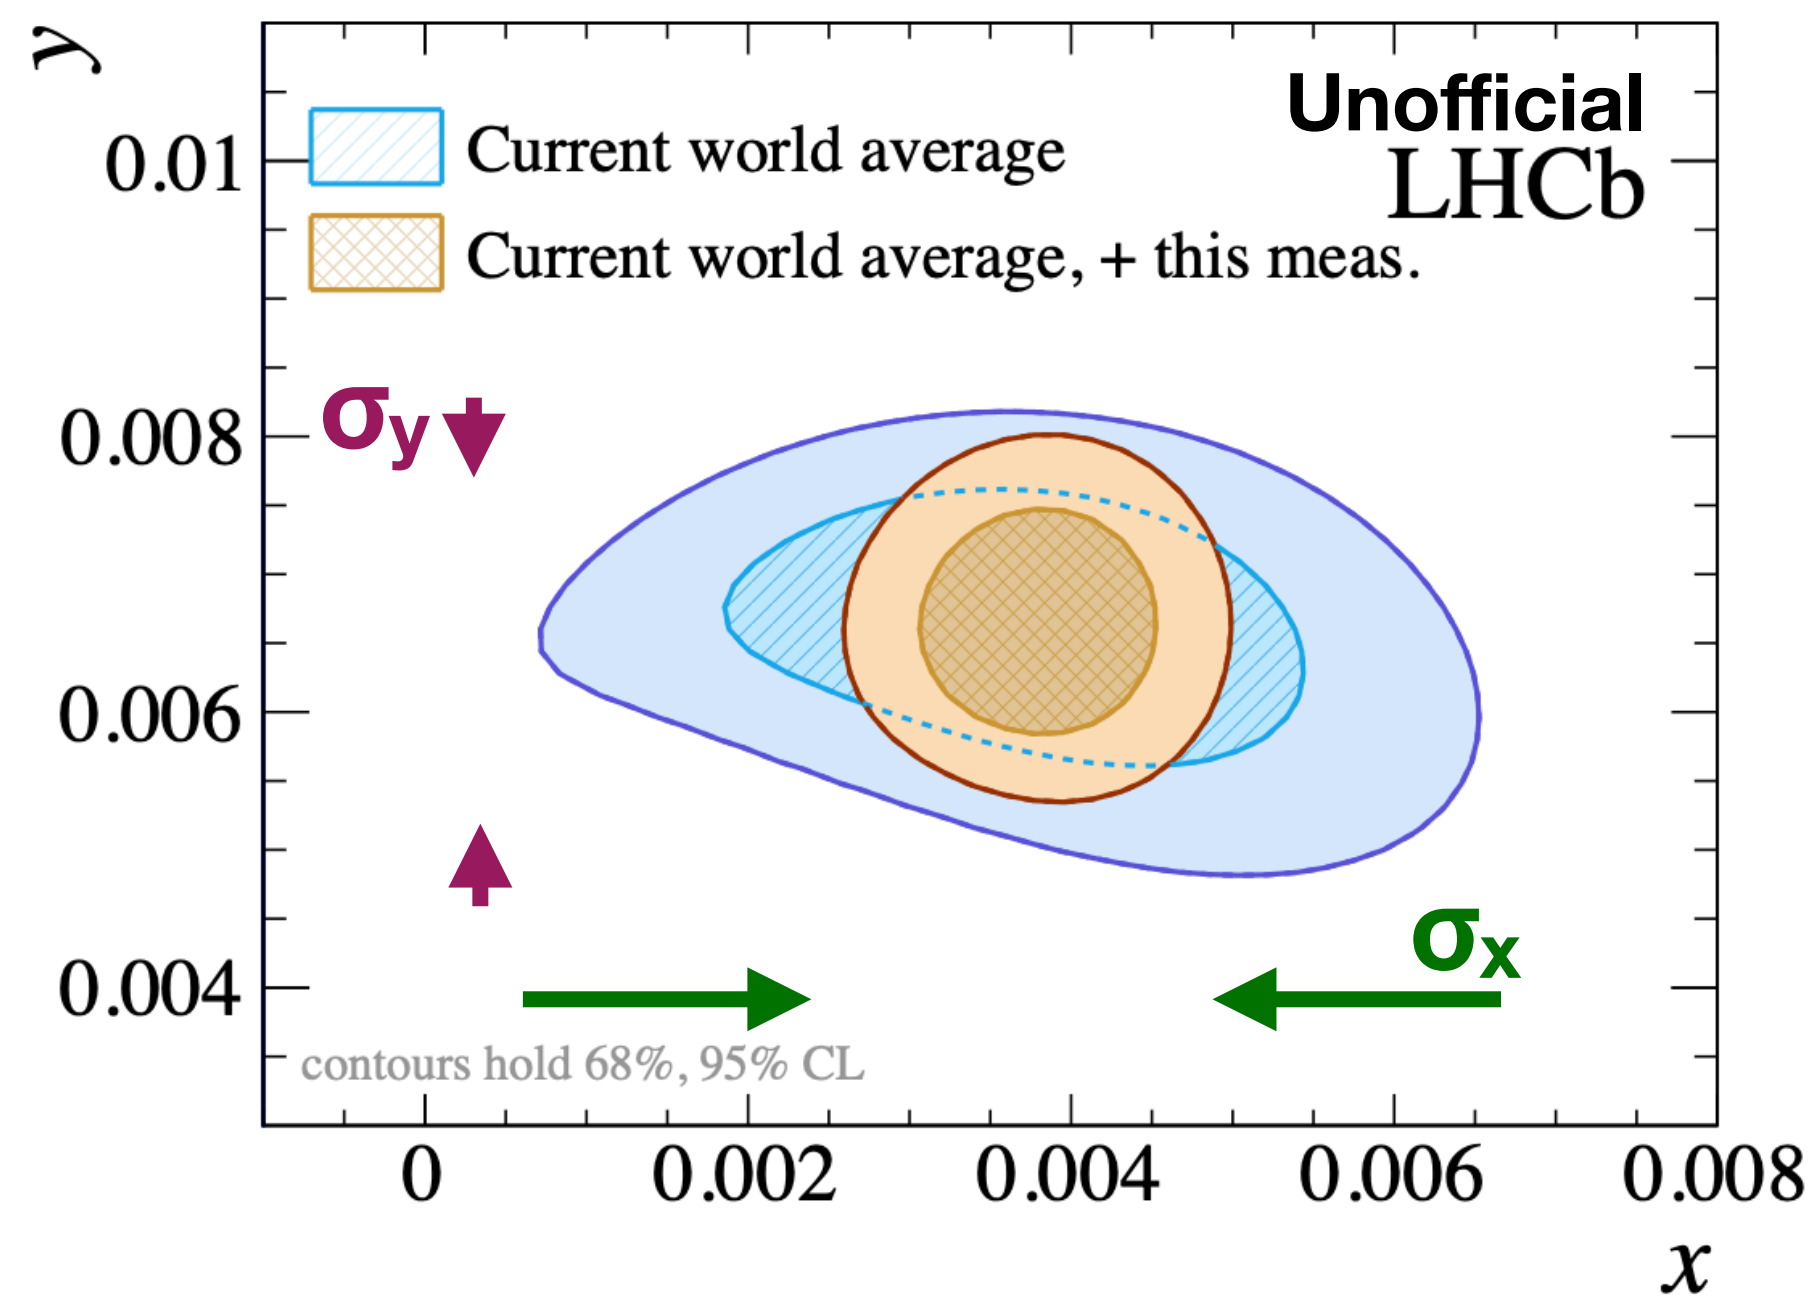 y
Unofficial
LHCb
Current world average
Current world average, + this meas.
0.01
0.008
0.006
0.004
σy
σx
contours hold 68%, 95% CL
0 0.002 0.004 0.006 0.008
x